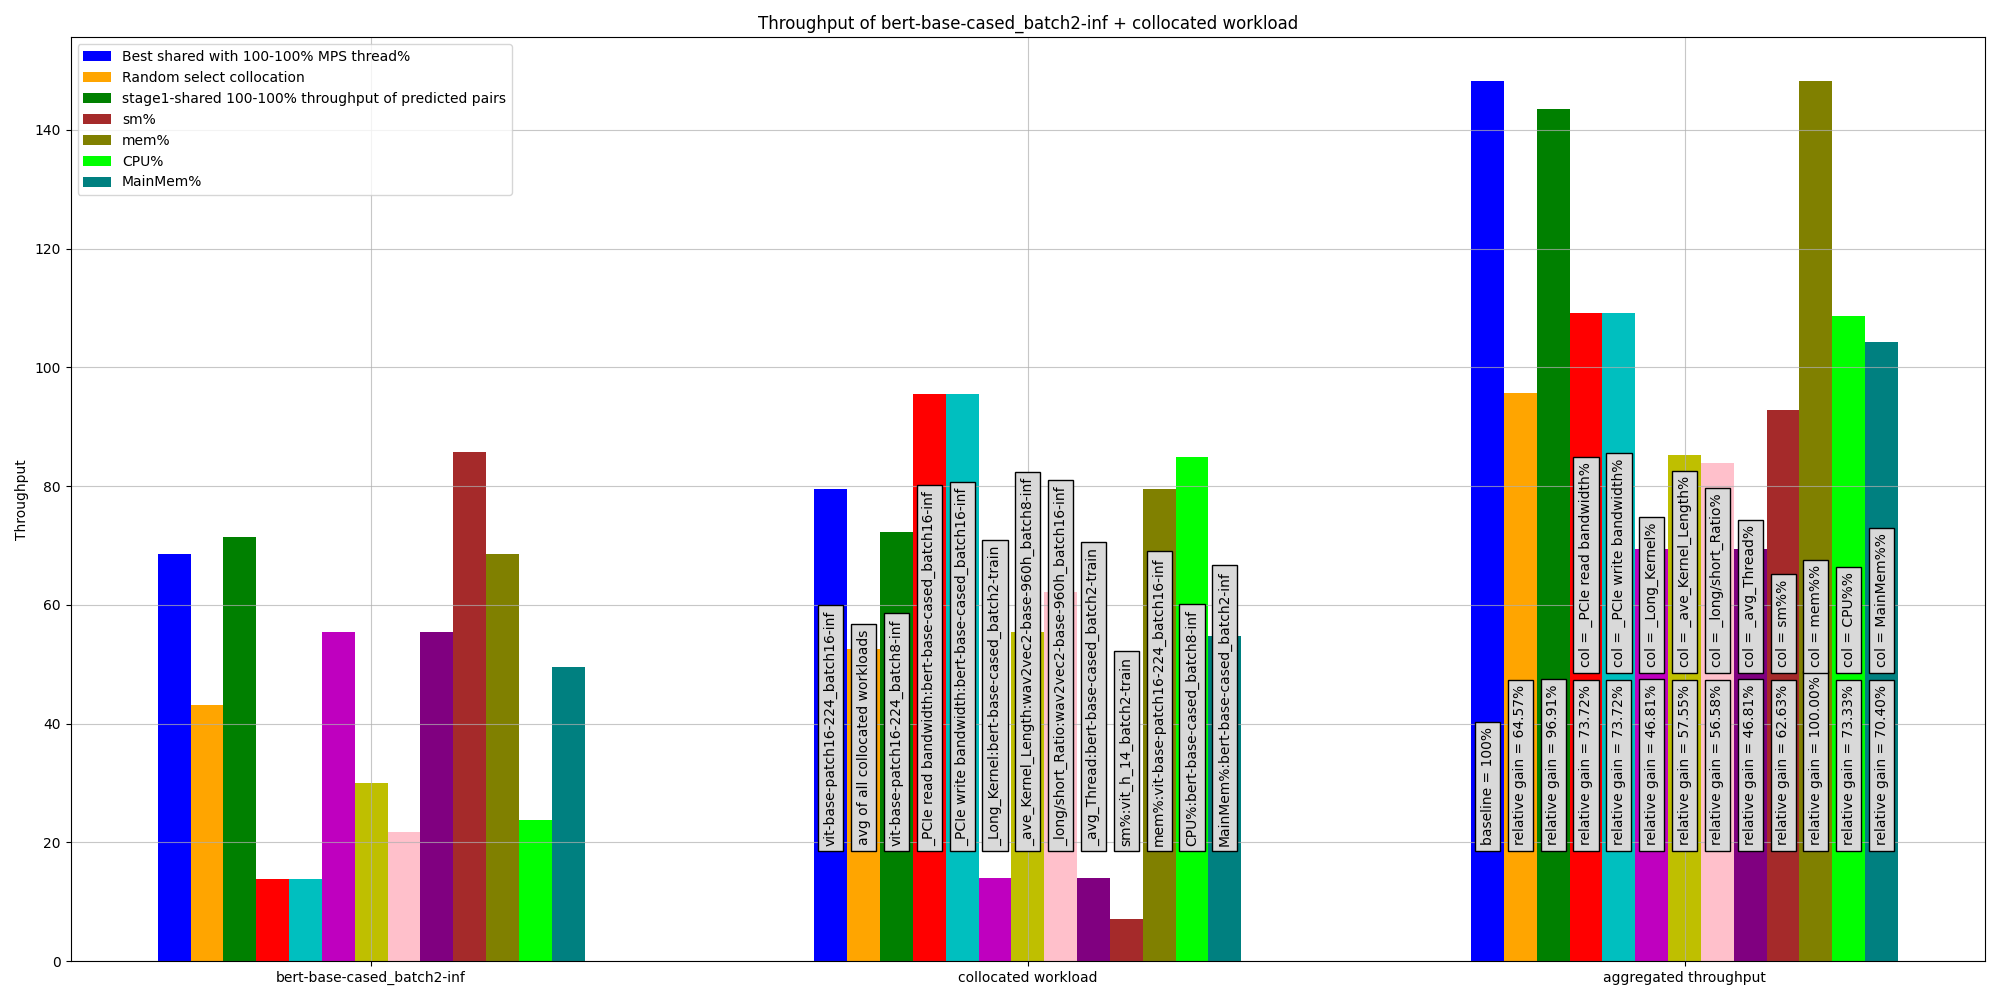 Throughput of bert-base-cased_batch2-inf + collocated workload
Best shared with 100-100% MPS thread%
Random select collocation
stage1-shared 100-100% throughput of predicted pairs
sm%
mem%
CPU%
MainMem%
Throughput
140
120
100
80
60
40
20
0
vit-base-patch16-224_batch16-inf
avg of all collocated workloads
vit-base-patch16-224_batch8-inf
_PCIe read bandwidth:bert-base-cased_batch16-inf
_PCIe write bandwidth:bert-base-cased_batch16-inf
_Long_Kernel:bert-base-cased_batch2-train
_ave_Kernel_Length:wav2vec2-base-960h_batch8-inf
_long/short_Ratio:wav2vec2-base-960h_batch16-inf
_avg_Thread:bert-base-cased_batch2-train
sm%:vit_h_14_batch2-train
mem%:vit-base-patch16-224_batch16-inf
CPU%:bert-base-cased_batch8-inf
MainMem%:bert-base-cased_batch2-inf
baseline = 100%
relative gain = 64.57%
relative gain = 96.91%
relative gain = 73.72%
col = _PCIe read bandwidth%
relative gain = 73.72%
col = _PCIe write bandwidth%
relative gain = 46.81%
col = _Long_Kernel%
relative gain = 57.55%
col = _ave_Kernel_Length%
relative gain = 56.58%
col = _long/short_Ratio%
relative gain = 46.81%
col = _avg_Thread%
relative gain = 62.63%
col = sm%%
relative gain = 100.00%
col = mem%%
relative gain = 73.33%
col = CPU%%
relative gain = 70.40%
col = MainMem%%
bert-base-cased_batch2-inf
collocated workload
aggregated throughput